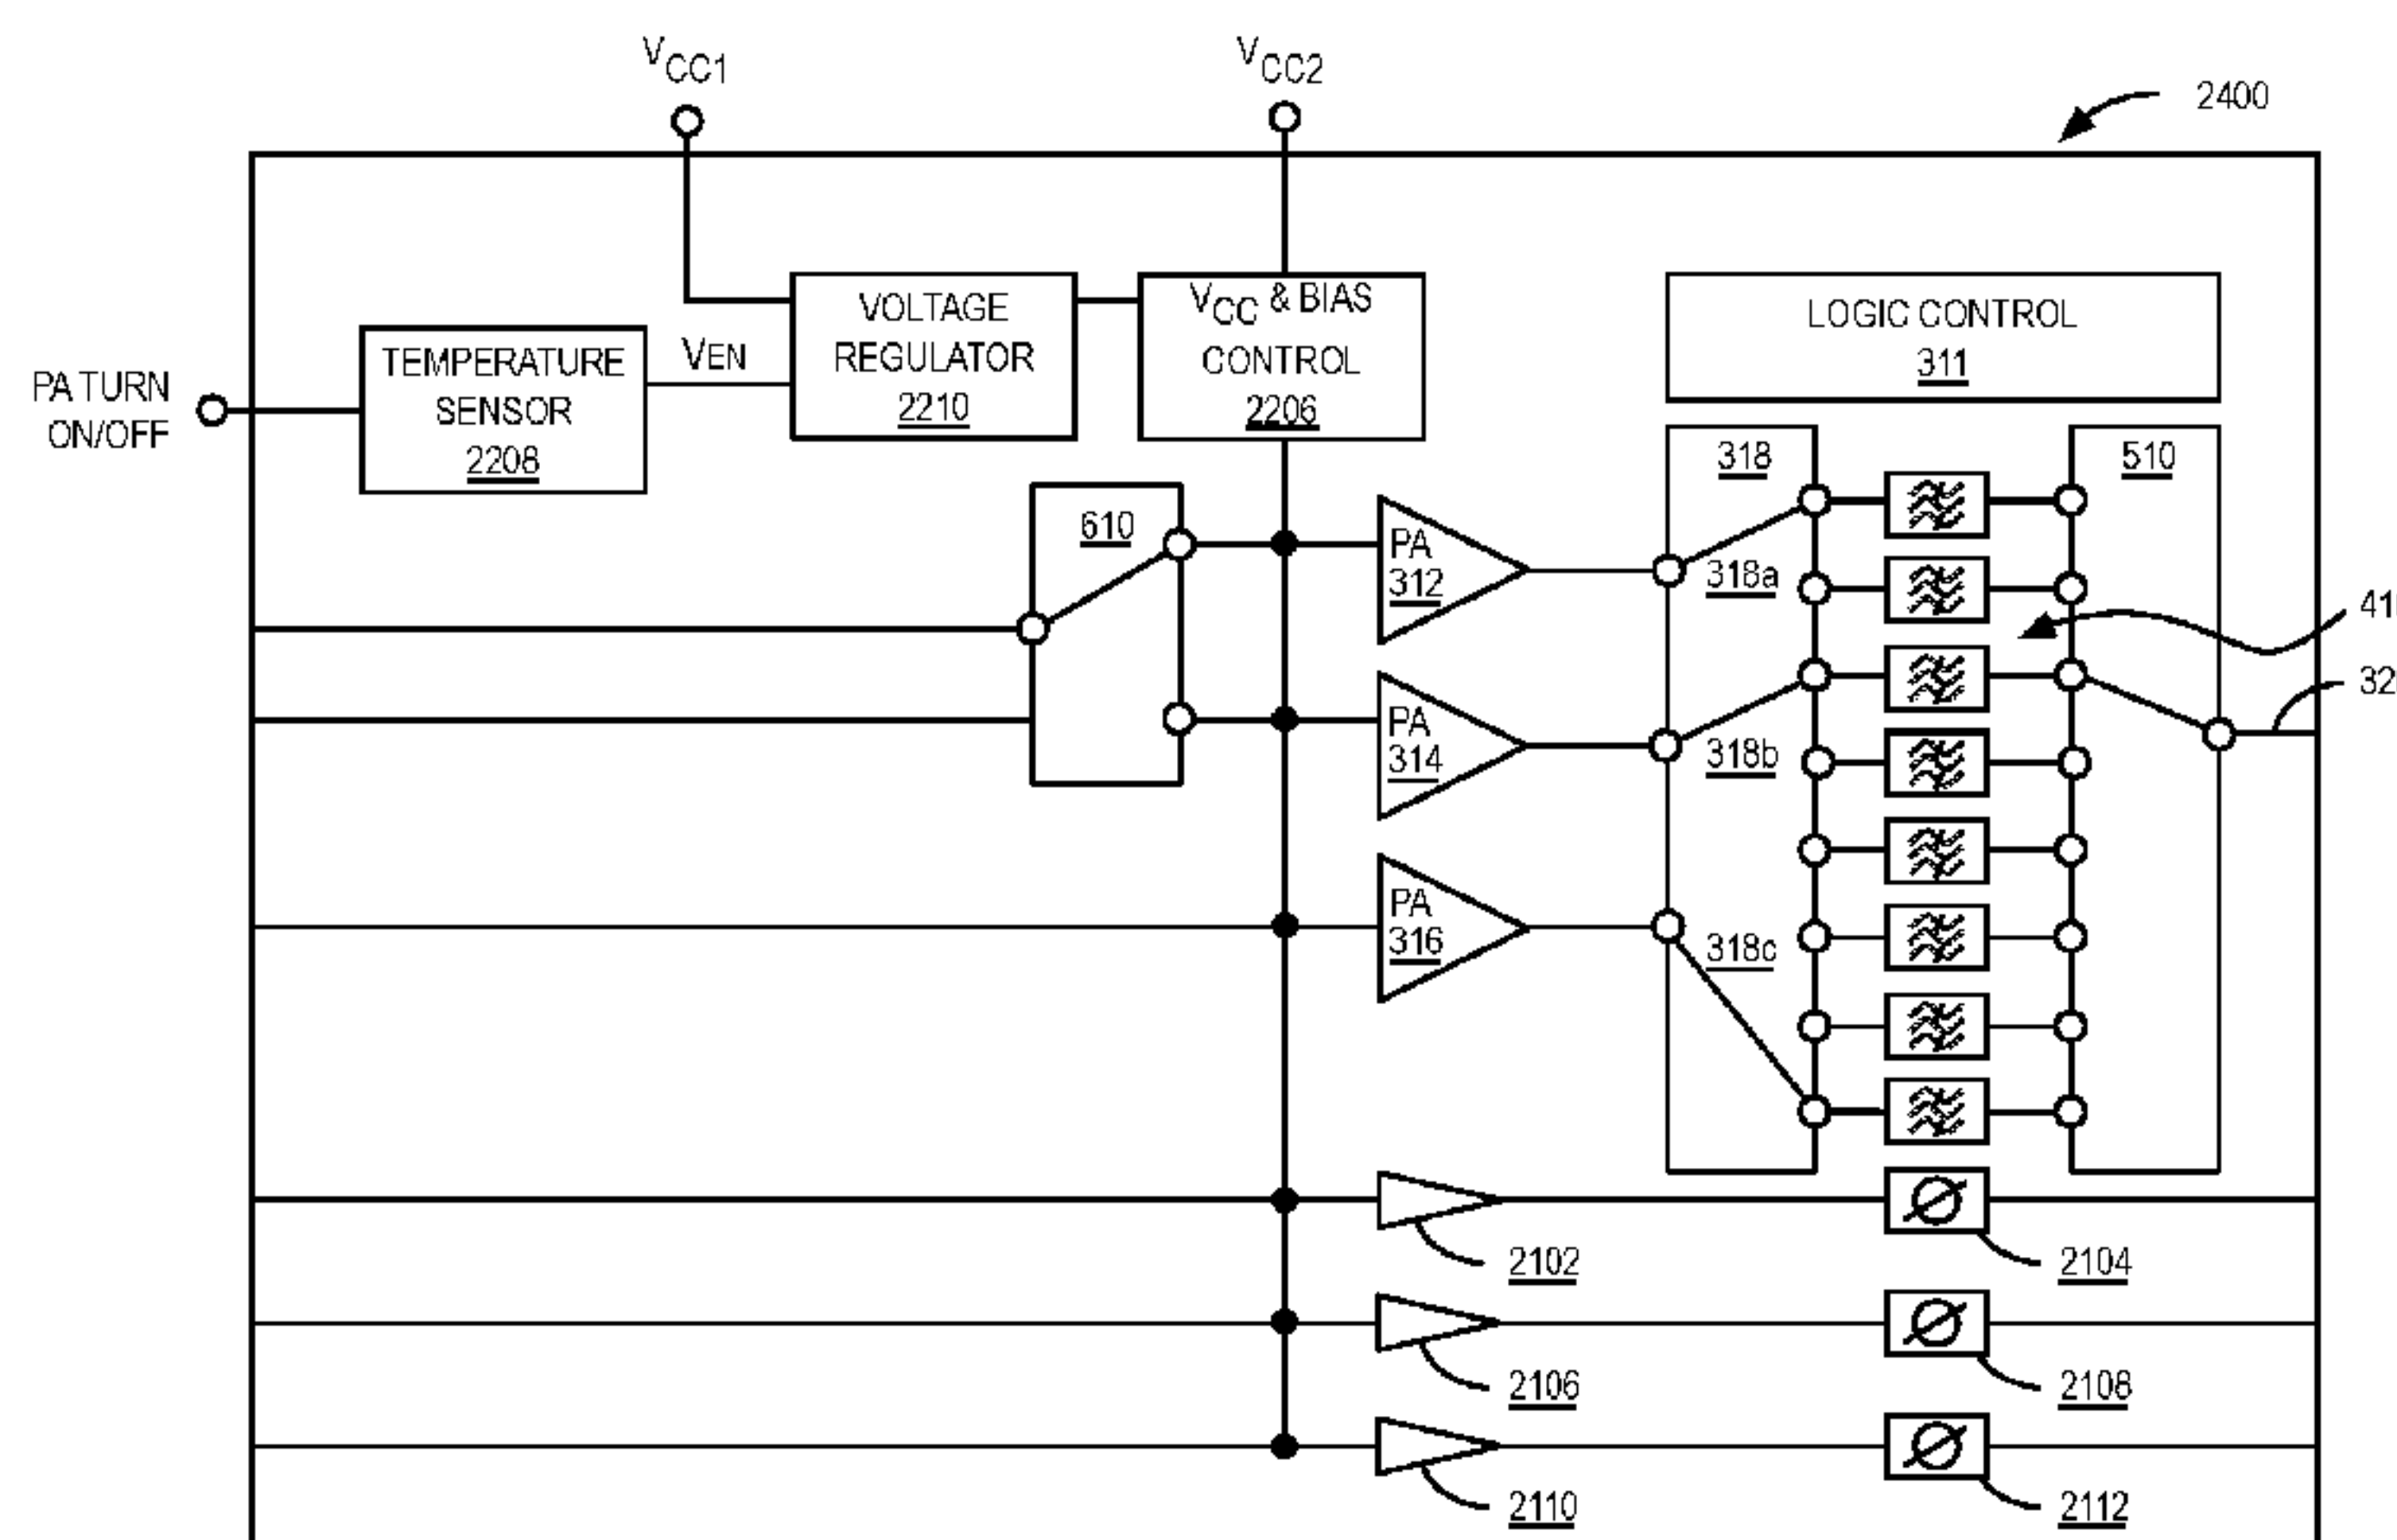 VCC1
VCC2
2400
VOLTAGE
REGULATOR
2210
VCC & BIAS
CONTROL
2206
LOGIC CONTROL
311
TEMPERATURE
SENSOR
2208
VEN
PA TURN
ON/OFF
610
318
510
PA
312
318a
41
32
PA
314
318b
PA
316
318c
2102
2104
2106
2108
2110
2112